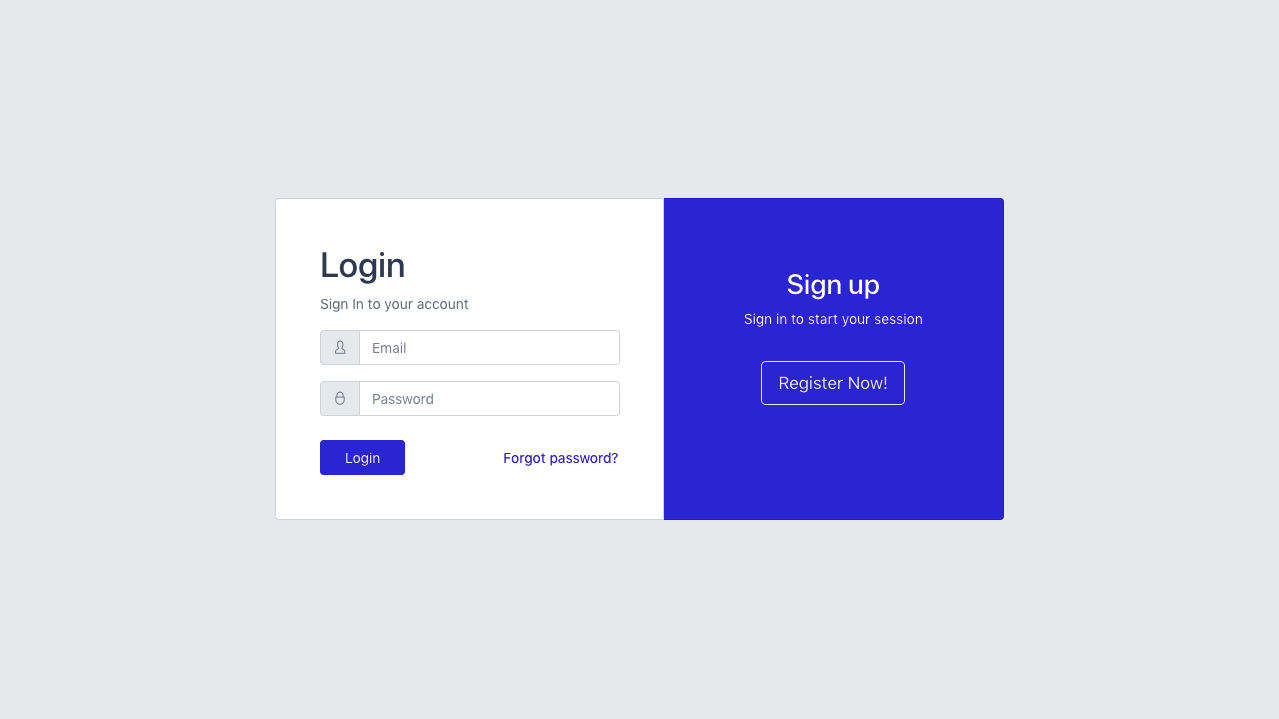 Login
Sign In to your account
Email
Password
Login
Forgot password?
Sign up
Sign in to start your session
Register Now!